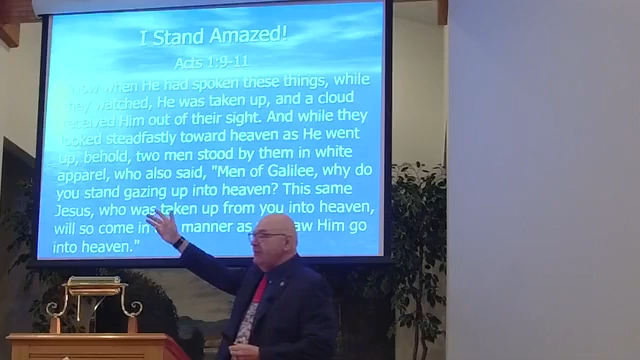 I Stand Amazed!
Acts 1:9-11
Now when He had spoken these things, while
they watched, He was taken up, and a cloud
received Him out of their sight. And while they
looked steadfastly toward heaven as He went
up, behold, two men stood by them in white
apparel, who also said, "Men of Galilee, why do
you stand gazing up into heaven? This same
Jesus, who was taken up from you into heaven,
will so come in manner as saw Him go
into heaven."